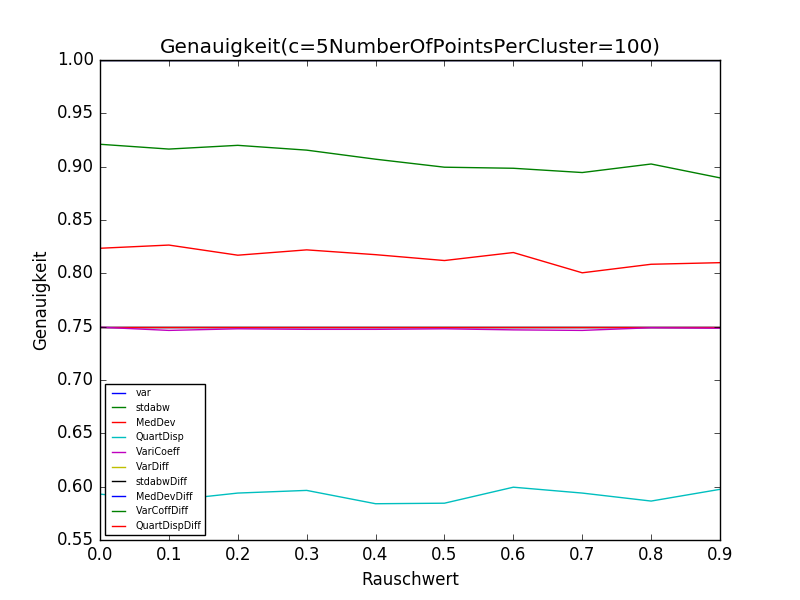 Genauigkeit(c=5NumberOfPointsPerCluster=100)
1.00
0.95
0.90
0.85
0.80
0.75
0.70
0.65
0.60
0.55
Genauigkeit
var
stdabw
MedDev
QuartDisp
VariCoeff
VarDiff
stdabwDiff
MedDevDiff
VarCoffDiff
QuartDispDiff
0.0 0.1 0.2 0.3 0.4 0.5 0.6 0.7 0.8 0.9
Rauschwert